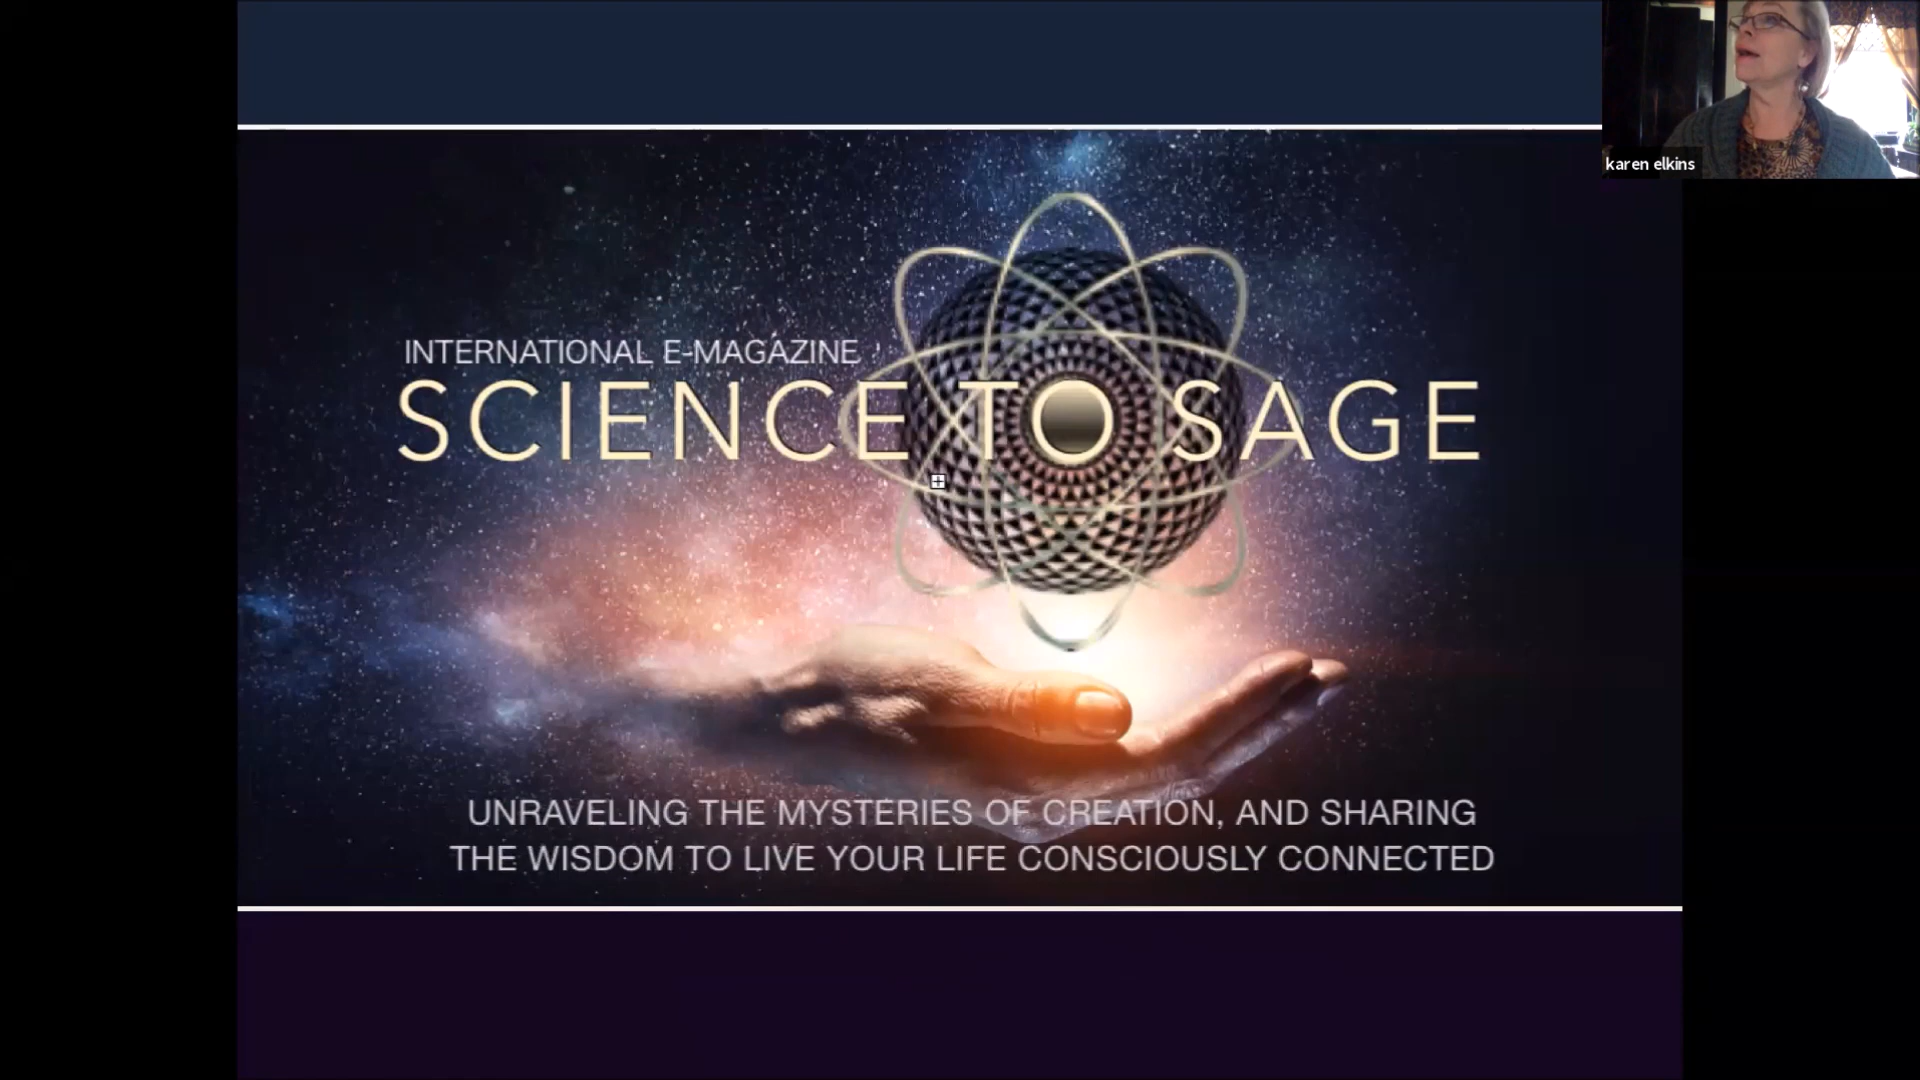 karen elkins
INTERNATIONAL E-MAGAZINE
SCIENCE TO SAGE
UNRAVELING THE MYSTERIES OF CREATION, AND SHARING
THE WISDOM TO LIVE YOUR LIFE CONSCIOUSLY CONNECTED